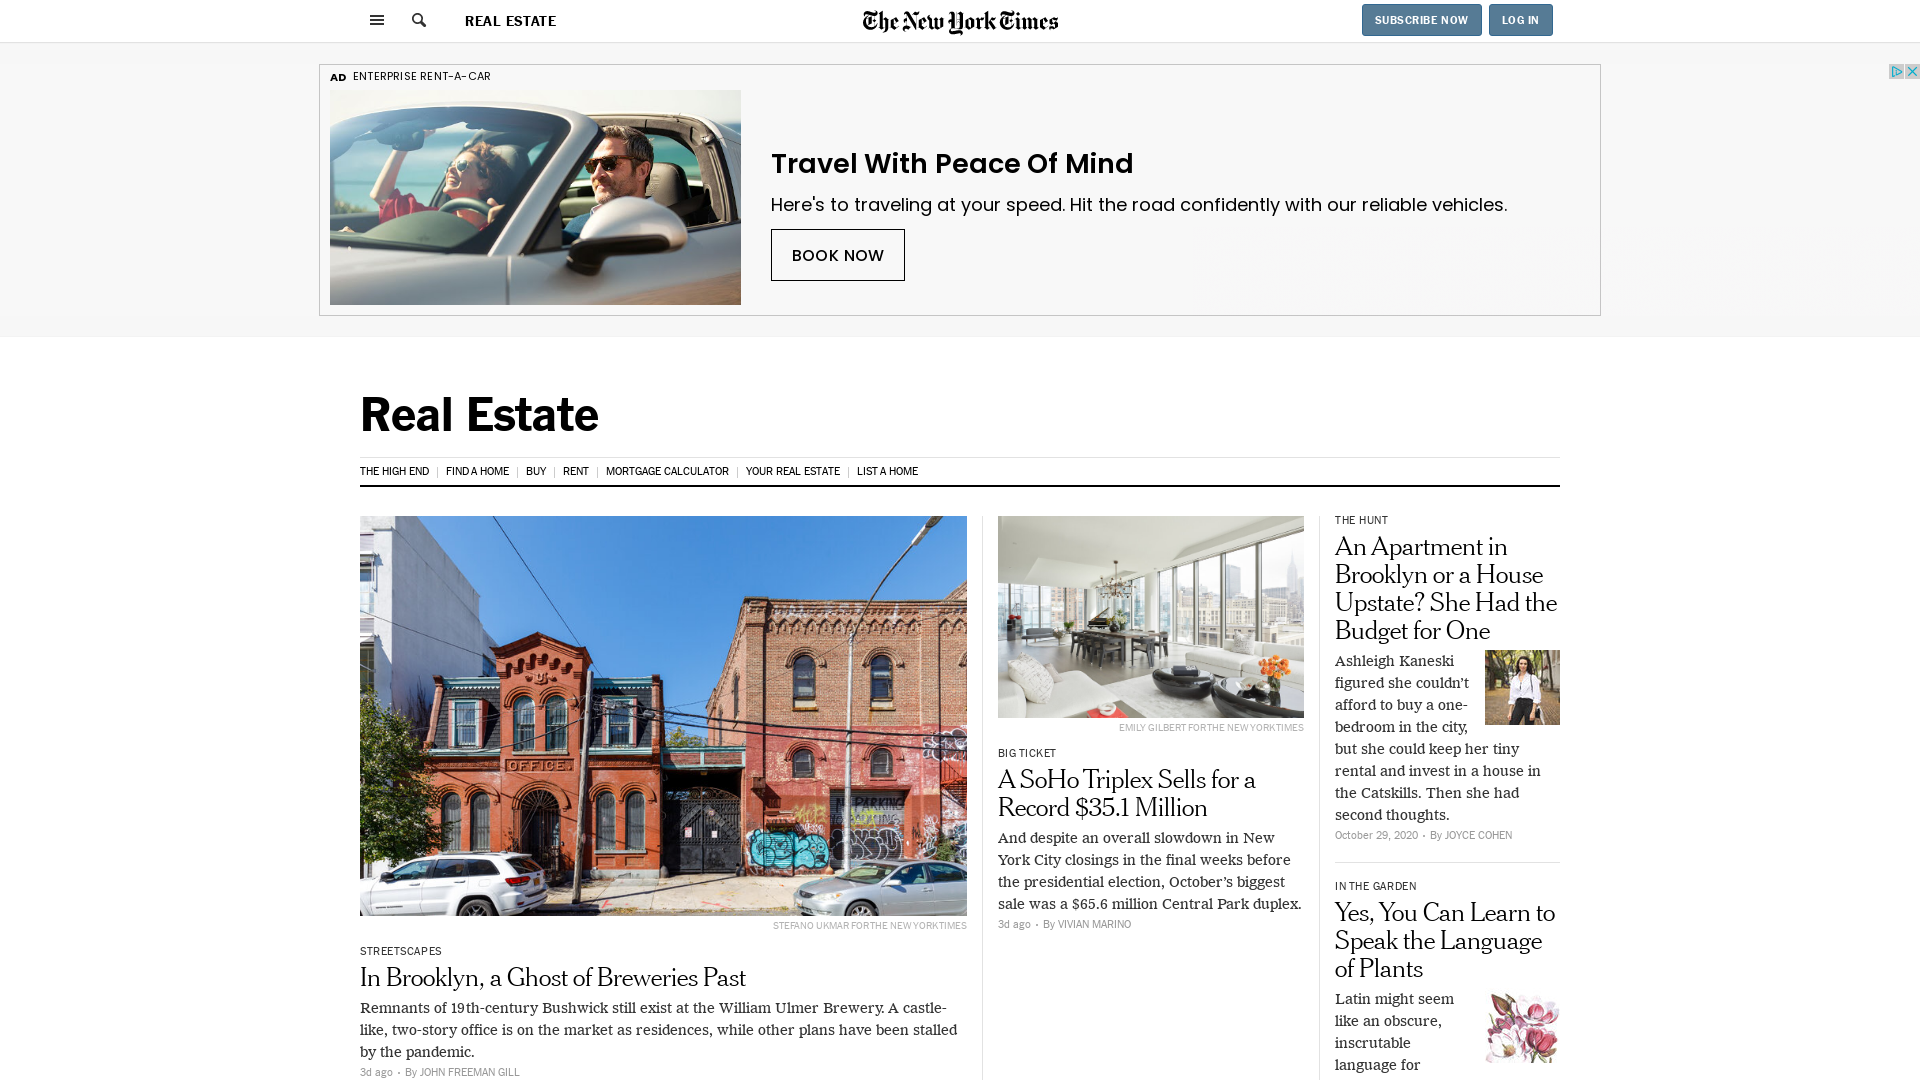 REAL ESTATE
The New York Times
SUBSCRIBE NOW
LOG IN
AD ENTERPRISE RENT-A-CAR
Travel With Peace Of Mind
Here's to traveling at your speed. Hit the road confidently with our reliable vehicles.
BOOK NOW
Real Estate
THE HIGH END
FIND A HOME
BUY
RENT
MORTGAGE CALCULATOR
YOUR REAL ESTATE
LIST A HOME
OFFICE.
NO PARKING
STEFANO UKMAR FOR THE NEW YORK TIMES
STREETSCAPES
In Brooklyn, a Ghost of Breweries Past
Remnants of 19th-century Bushwick still exist at the William Ulmer Brewery. A castle-
like, two-story office is on the market as residences, while other plans have been stalled
by the pandemic.
3d ago • By JOHN FREEMAN GILL
EMILY GILBERT FOR THE NEW YORK TIMES
BIG TICKET
A SoHo Triplex Sells for a
Record $35.1 Million
And despite an overall slowdown in New
York City closings in the final weeks before
the presidential election, October’s biggest
sale was a $65.6 million Central Park duplex.
3d ago • By VIVIAN MARINO
THE HUNT
An Apartment in
Brooklyn or a House
Upstate? She Had the
Budget for One
Ashleigh Kaneski
figured she couldn’t
afford to buy a one-
bedroom in the city,
but she could keep her tiny
rental and invest in a house in
the Catskills. Then she had
second thoughts.
October 29, 2020 • By JOYCE COHEN
IN THE GARDEN
Yes, You Can Learn to
Speak the Language
of Plants
Latin might seem
like an obscure,
inscrutable
language for